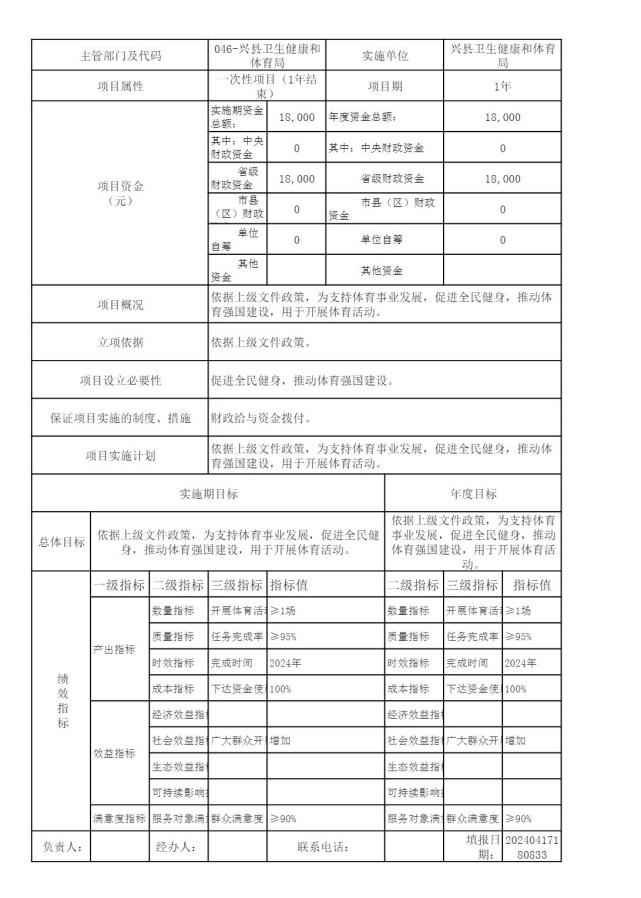 主管部门及代码
046-兴县卫生健康和
体育局
实施单位
兴县卫生健康和体育
局
项目属性
一次性项目（1年结
束）
项目期
1年
项目资金
（元）
实施期资金
总额：
18,000
年度资金总额：
18,000
其中：中央
财政资金
0
其中：中央财政资金
0
省级
财政资金
18,000
省级财政资金
18,000
市县
（区）财政
0
市县（区）财政
资金
0
单位
自筹
0
单位自筹
0
其他
资金
其他资金
项目概况
依据上级文件政策，为支持体育事业发展，促进全民健身，推动体
育强国建设，用于开展体育活动。
立项依据
依据上级文件政策。
项目设立必要性
促进全民健身，推动体育强国建设。
保证项目实施的制度、措施
财政给与资金拨付。
项目实施计划
依据上级文件政策，为支持体育事业发展，促进全民健身，推动体
育强国建设，用于开展体育活动。
实施期目标
年度目标
总体目标
依据上级文件政策，为支持体育事业发展，促进全民健
身，推动体育强国建设，用于开展体育活动。
依据上级文件政策，为支持体育
事业发展，促进全民健身，推动
体育强国建设，用于开展体育活
动。
绩
效
指
标
一级指标
二级指标
三级指标
指标值
二级指标
三级指标
指标值
产出指标
数量指标
开展体育活
≥1场
数量指标
开展体育活
≥1场
质量指标
任务完成率
≥95%
质量指标
任务完成率
≥95%
时效指标
完成时间
2024年
时效指标
完成时间
2024年
成本指标
下达资金使
100%
成本指标
下达资金使
100%
效益指标
经济效益指
经济效益指
社会效益指
广大群众开
增加
社会效益指
广大群众开
增加
生态效益指
生态效益指
可持续影响
可持续影响
满意度指标
服务对象满
群众满意度
≥90%
服务对象满
群众满意度
≥90%
负责人：
经办人：
联系电话：
填报日
期：
202404171
80833